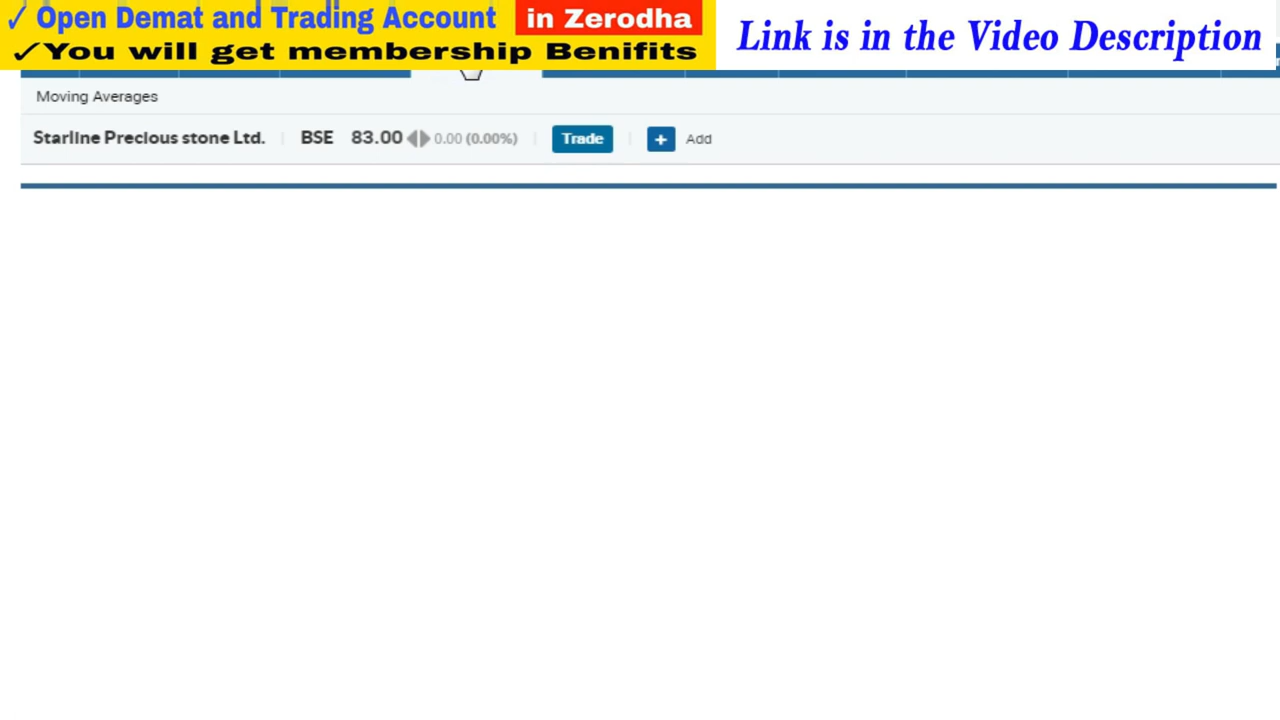 ✓ Open Demat and Trading Account in Zerodha
✓You will get membership Benifits
Link is in the Video Description
Moving Averages
Starline Precious stone Ltd. BSE 83.00 0.00 (0.00%) Trade + Add